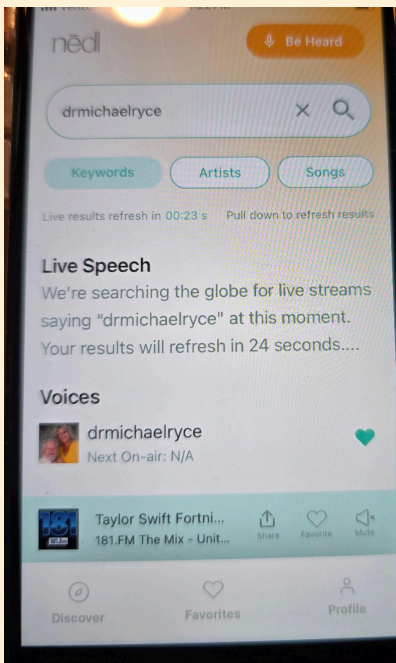 nēdl
Be Heard
drmichaelryce
Keywords
Artists
Songs
Live results refresh in 00:23 s
Pull down to refresh results
Live Speech
We're searching the globe for live streams
saying "drmichaelryce" at this moment.
Your results will refresh in 24 seconds....
Voices
drmichaelryce
Next On-air: N/A
181
Taylor Swift Fortni...
181.FM The Mix - Unit...
Share
Favorite
Mute
Discover
Favorites
Profile